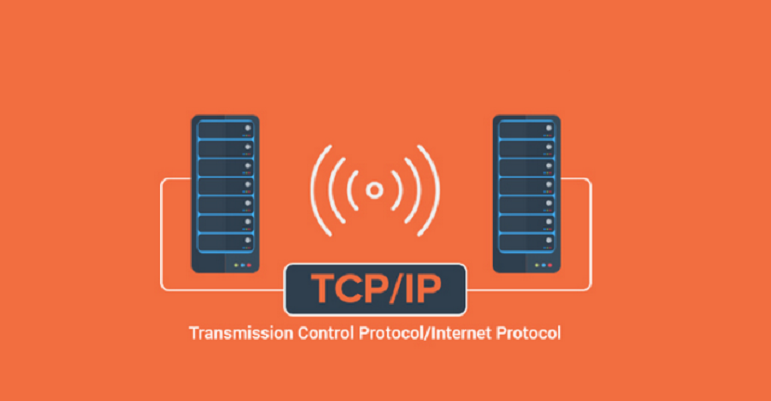 TCP/IP
Transmission Control Protocol/Internet Protocol